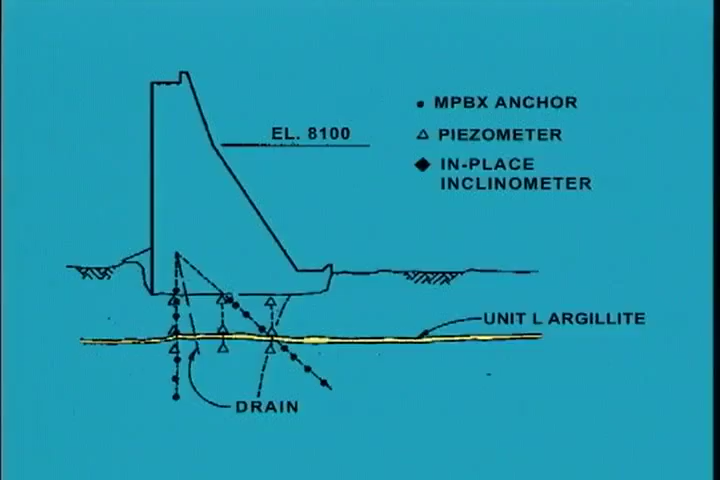 MPBX ANCHOR
EL. 8100
PIEZOMETER
IN-PLACE
INCLINOMETER
UNIT L ARGILLITE
DRAIN